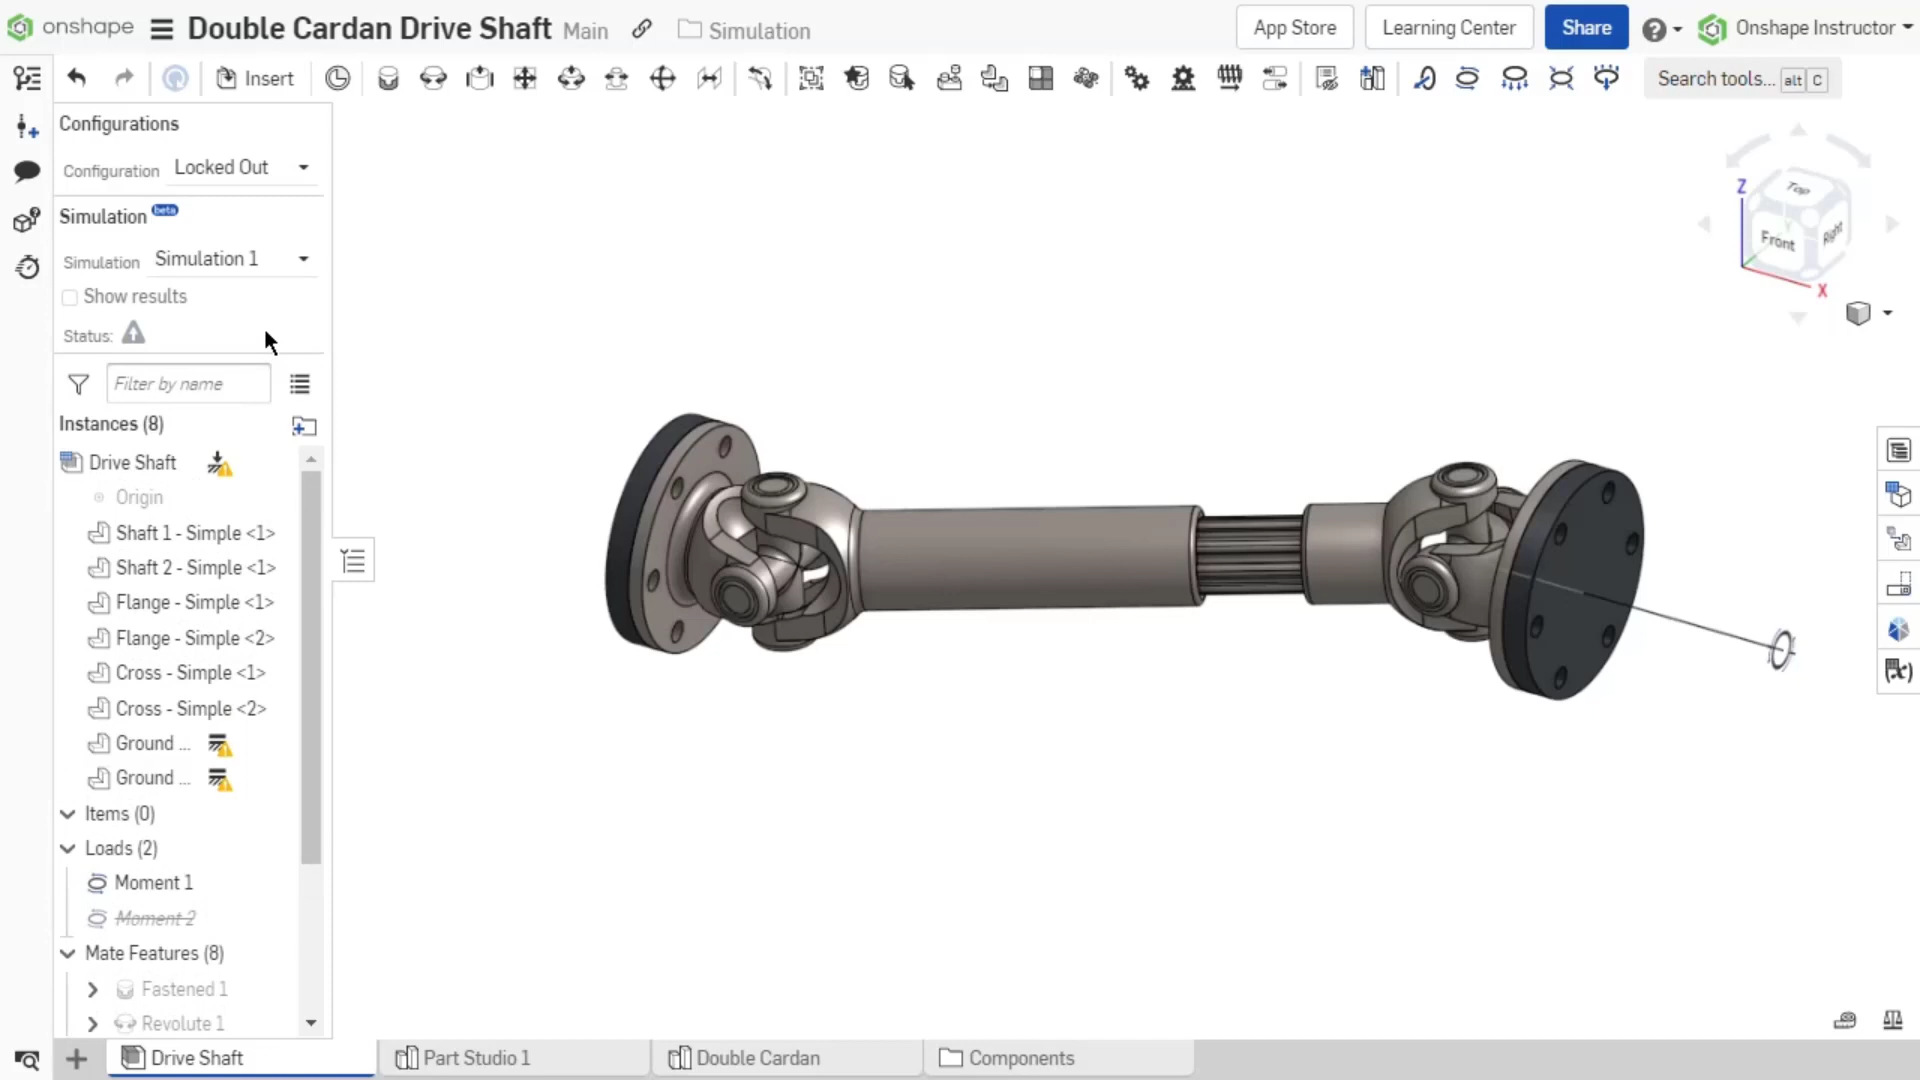 onshape Double Cardan Drive Shaft Main Simulation App Store Learning Center Share Onshape Instructor
Insert Search tools... alt C
Configurations
Configuration Locked Out
Simulation beta
Simulation Simulation 1
Show results
Status:
Filter by name
Instances (8)
Drive Shaft
Origin
Shaft 1 - Simple <1>
Shaft 2 - Simple <1>
Flange - Simple <1>
Flange - Simple <2>
Cross - Simple <1>
Cross - Simple <2>
Ground ...
Ground ...
Items (0)
Loads (2)
Moment 1
Moment 2
Mate Features (8)
Fastened 1
Revolute 1
Top
Z
Front
Right
X
(x)
Drive Shaft Part Studio 1 Double Cardan Components